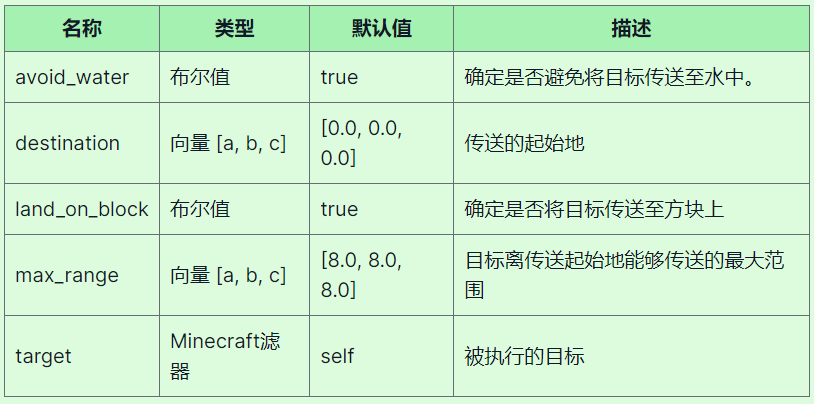 名称 类型 默认值 描述
avoid_water 布尔值 true 确定是否避免将目标传送至水中。
destination 向量 [a, b, c] [0.0, 0.0,
0.0] 传送的起始地
land_on_block 布尔值 true 确定是否将目标传送至方块上
max_range 向量 [a, b, c] [8.0, 8.0,
8.0] 目标离传送起始地能够传送的最大范
围
target Minecraft滤
器 self 被执行的目标